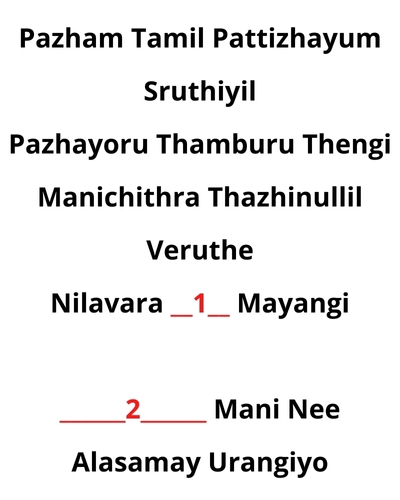 Pazham Tamil Pattizhayum
Sruthiyil
Pazhayoru Thamburu Thengi
Manichithra Thazhinullil
Veruthe
Nilavara __1__ Mayangi
______2______ Mani Nee
Alasamay Urangiyo